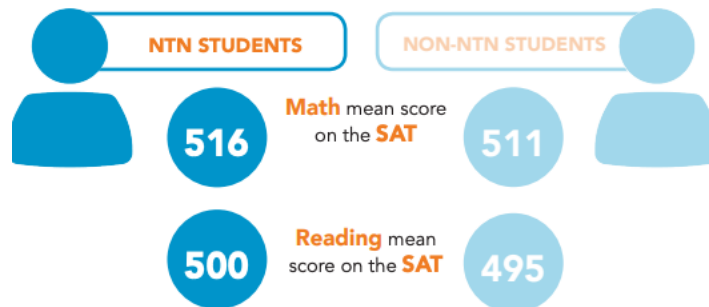 NTN STUDENTS
NON-NTN STUDENTS
516
Math mean score
on the SAT
511
500
Reading mean
score on the SAT
495